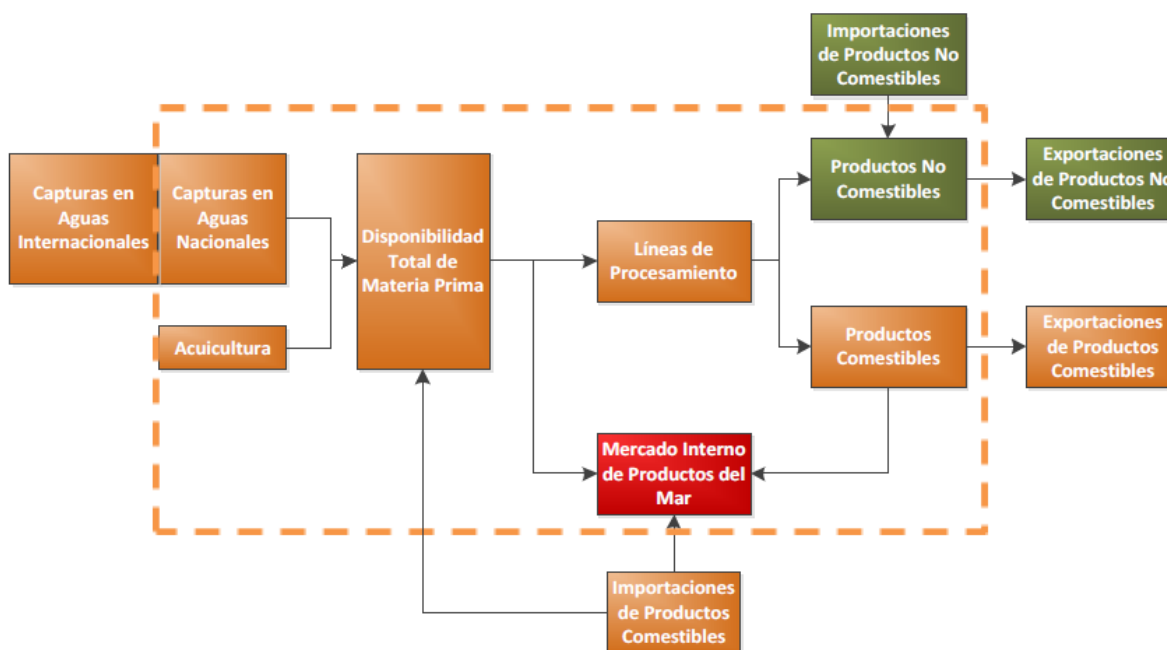 Importaciones
de Productos No
Comestibles
Capturas en
Aguas
Internacionales
Capturas en
Aguas
Nacionales
Acuicultura
Disponibilidad
Total de
Materia Prima
Líneas de
Procesamiento
Productos No
Comestibles
Exportaciones
de Productos No
Comestibles
Productos
Comestibles
Exportaciones
de Productos
Comestibles
Mercado Interno
de Productos del
Mar
Importaciones
de Productos
Comestibles